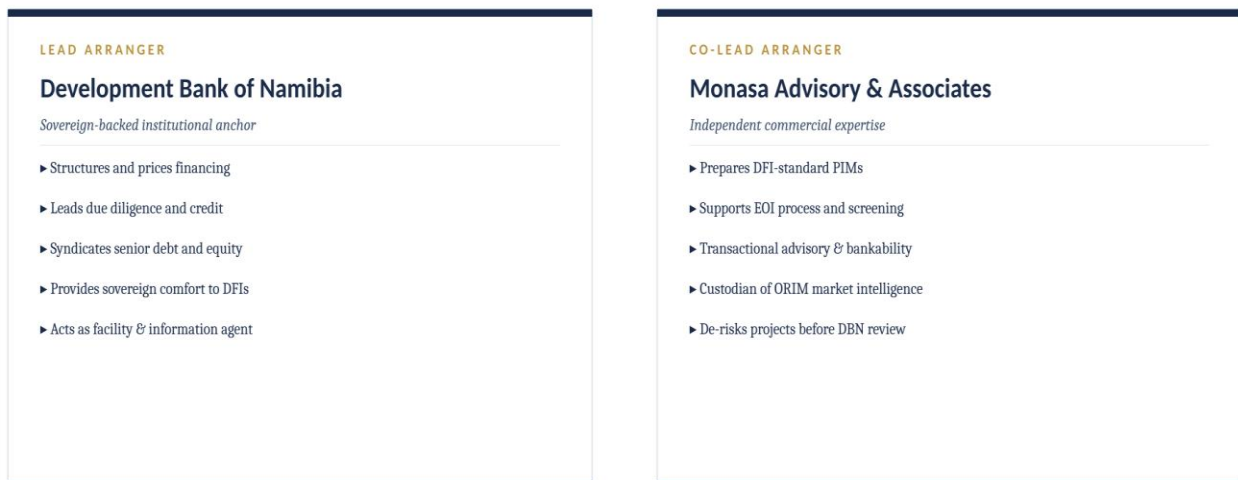 LEAD ARRANGER
Development Bank of Namibia
Sovereign-backed institutional anchor
▸ Structures and prices financing
▸ Leads due diligence and credit
▸ Syndicates senior debt and equity
▸ Provides sovereign comfort to DFIs
▸ Acts as facility & information agent
CO-LEAD ARRANGER
Monasa Advisory & Associates
Independent commercial expertise
▸ Prepares DFI-standard PIMs
▸ Supports EOI process and screening
▸ Transactional advisory & bankability
▸ Custodian of ORIM market intelligence
▸ De-risks projects before DBN review